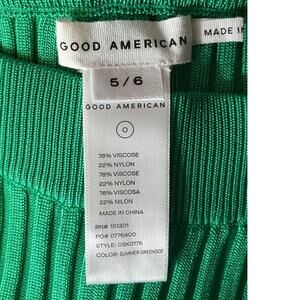 GOOD AMERICAN
MADE IN
5/6
GOOD AMERICAN
0
78% VISCOSE
22% NYLON
78% VISCOSE
22% NYLON
78% VISCOSA
22% NILÓN
MADE IN CHINA
RN# 151301
PO# 0776400
STYLE: GSK0175
COLOR: SUMMER GREEN002